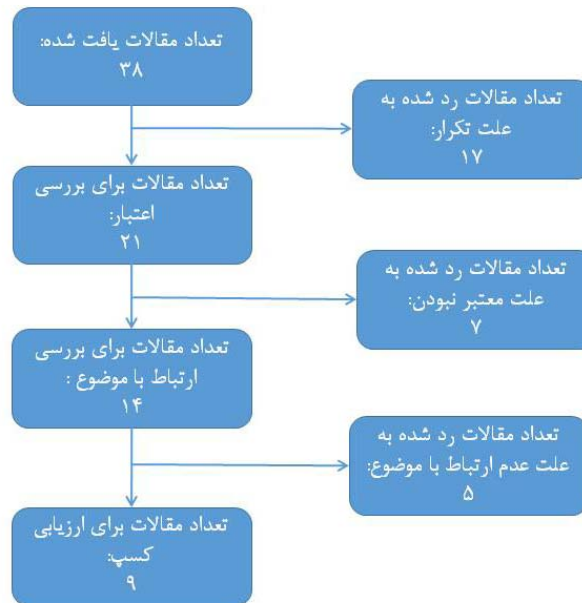 تعداد مقالات یافت شده:
۳۸
تعداد مقالات رد شده به
علت تکرار:
۱۷
تعداد مقالات برای بررسی
اعتبار:
۲۱
تعداد مقالات رد شده به
علت معتبر نبودن:
۷
تعداد مقالات برای بررسی
ارتباط با موضوع :
۱۴
تعداد مقالات رد شده به
علت عدم ارتباط با موضوع:
۵
تعداد مقالات برای ارزیابی
کسپ:
۹